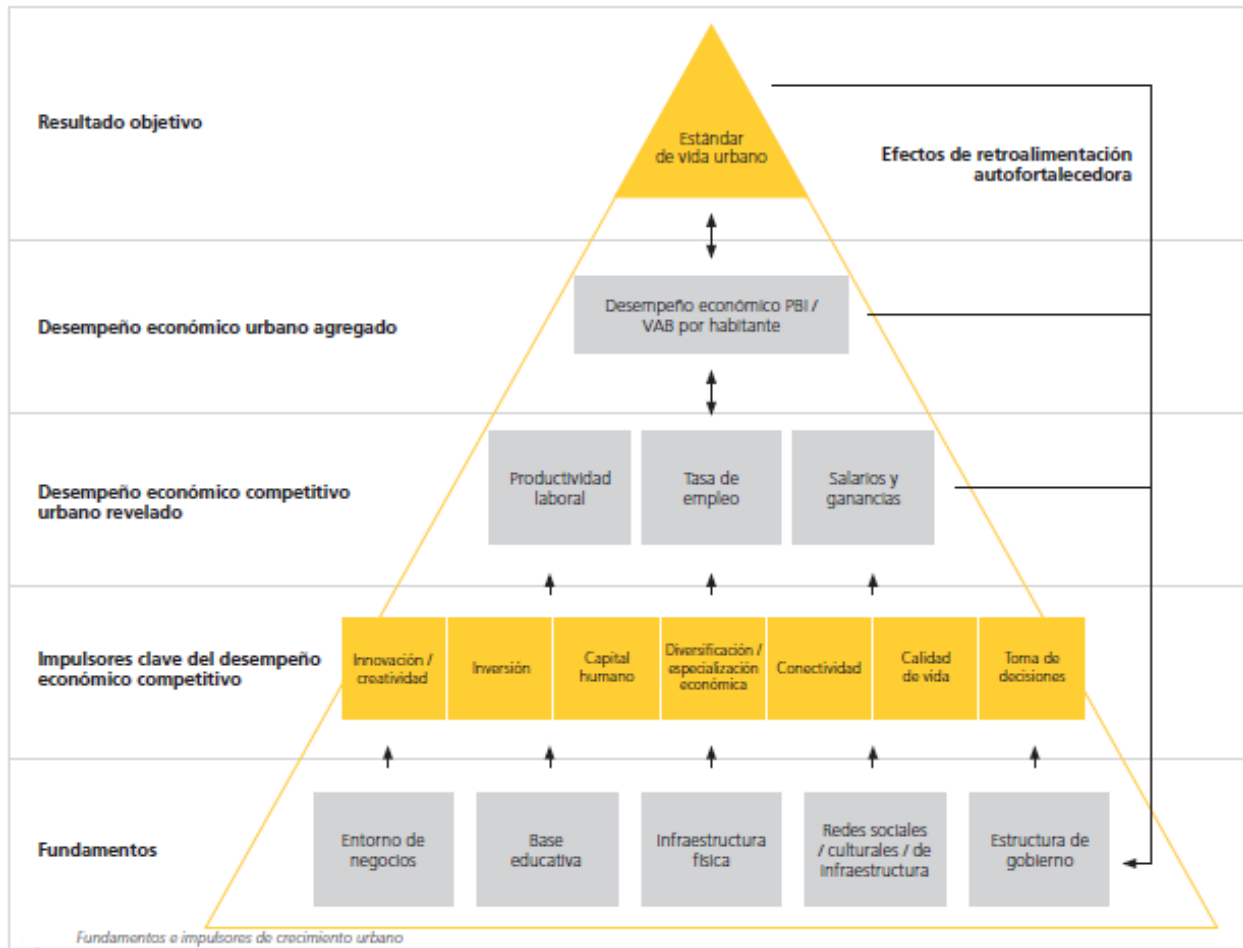 Resultado objetivo
Estándar
de vida urbano
Efectos de retroalimentación
autofortalecedora
Desempeño económico urbano agregado
Desempeño económico PBI /
VAB por habitante
Desempeño económico competitivo
urbano revelado
Productividad
laboral
Tasa de
empleo
Salarios y
ganancias
Impulsores clave del desempeño
económico competitivo
Innovación /
creatividad
Inversión
Capital
humano
Diversificación /
especialización
económica
Conectividad
Calidad
de vida
Toma de
decisiones
Fundamentos
Entorno de
negocios
Base
educativa
Infraestructura
física
Redes sociales
/ culturales / de
infraestructura
Estructura de
gobierno
Fundamentos e impulsores de crecimiento urbano